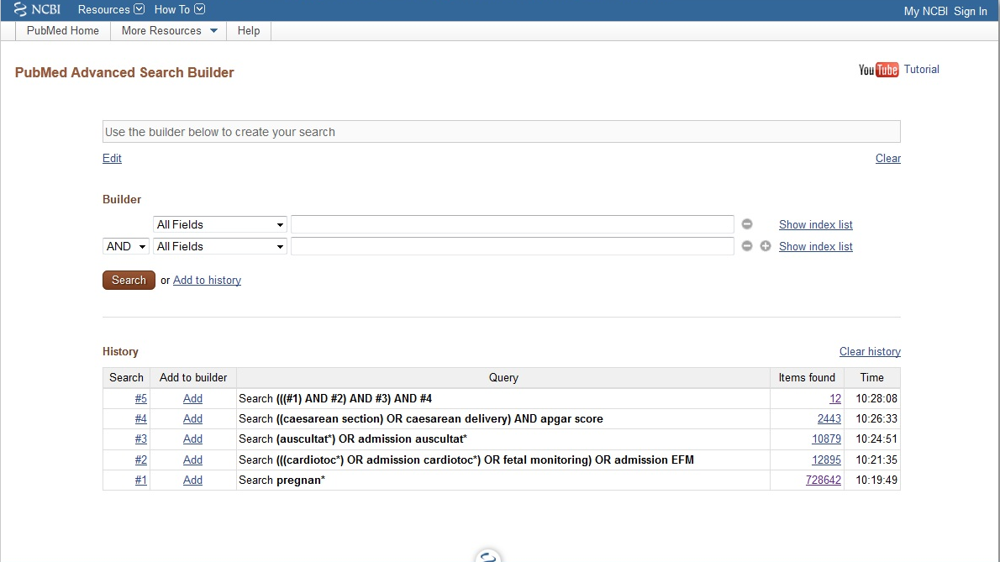 NCBI Resources How To My NCBI Sign In
PubMed Home More Resources Help
PubMed Advanced Search Builder YouTube Tutorial
Use the builder below to create your search
Edit Clear
Builder
All Fields Show index list
AND All Fields Show index list
Search or Add to history
History Clear history
Search Add to builder Query Items found Time
#5 Add Search (((#1) AND #2) AND #3) AND #4 12 10:28:08
#4 Add Search ((caesarean section) OR caesarean delivery) AND apgar score 2443 10:26:33
#3 Add Search (auscultat*) OR admission auscultat* 10879 10:24:51
#2 Add Search (((cardiotoc*) OR admission cardiotoc*) OR fetal monitoring) OR admission EFM 12895 10:21:35
#1 Add Search pregnan* 728642 10:19:49